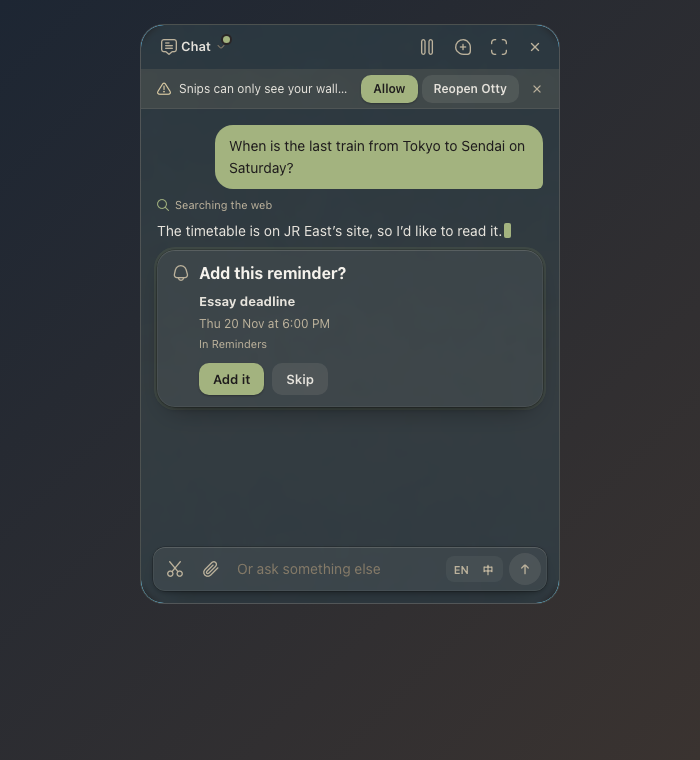 Chat
Snips can only see your wall…
Allow
Reopen Otty
When is the last train from Tokyo to Sendai on
Saturday?
Searching the web
The timetable is on JR East’s site, so I’d like to read it.
Add this reminder?
Essay deadline
Thu 20 Nov at 6:00 PM
In Reminders
Add it
Skip
Or ask something else
EN
中